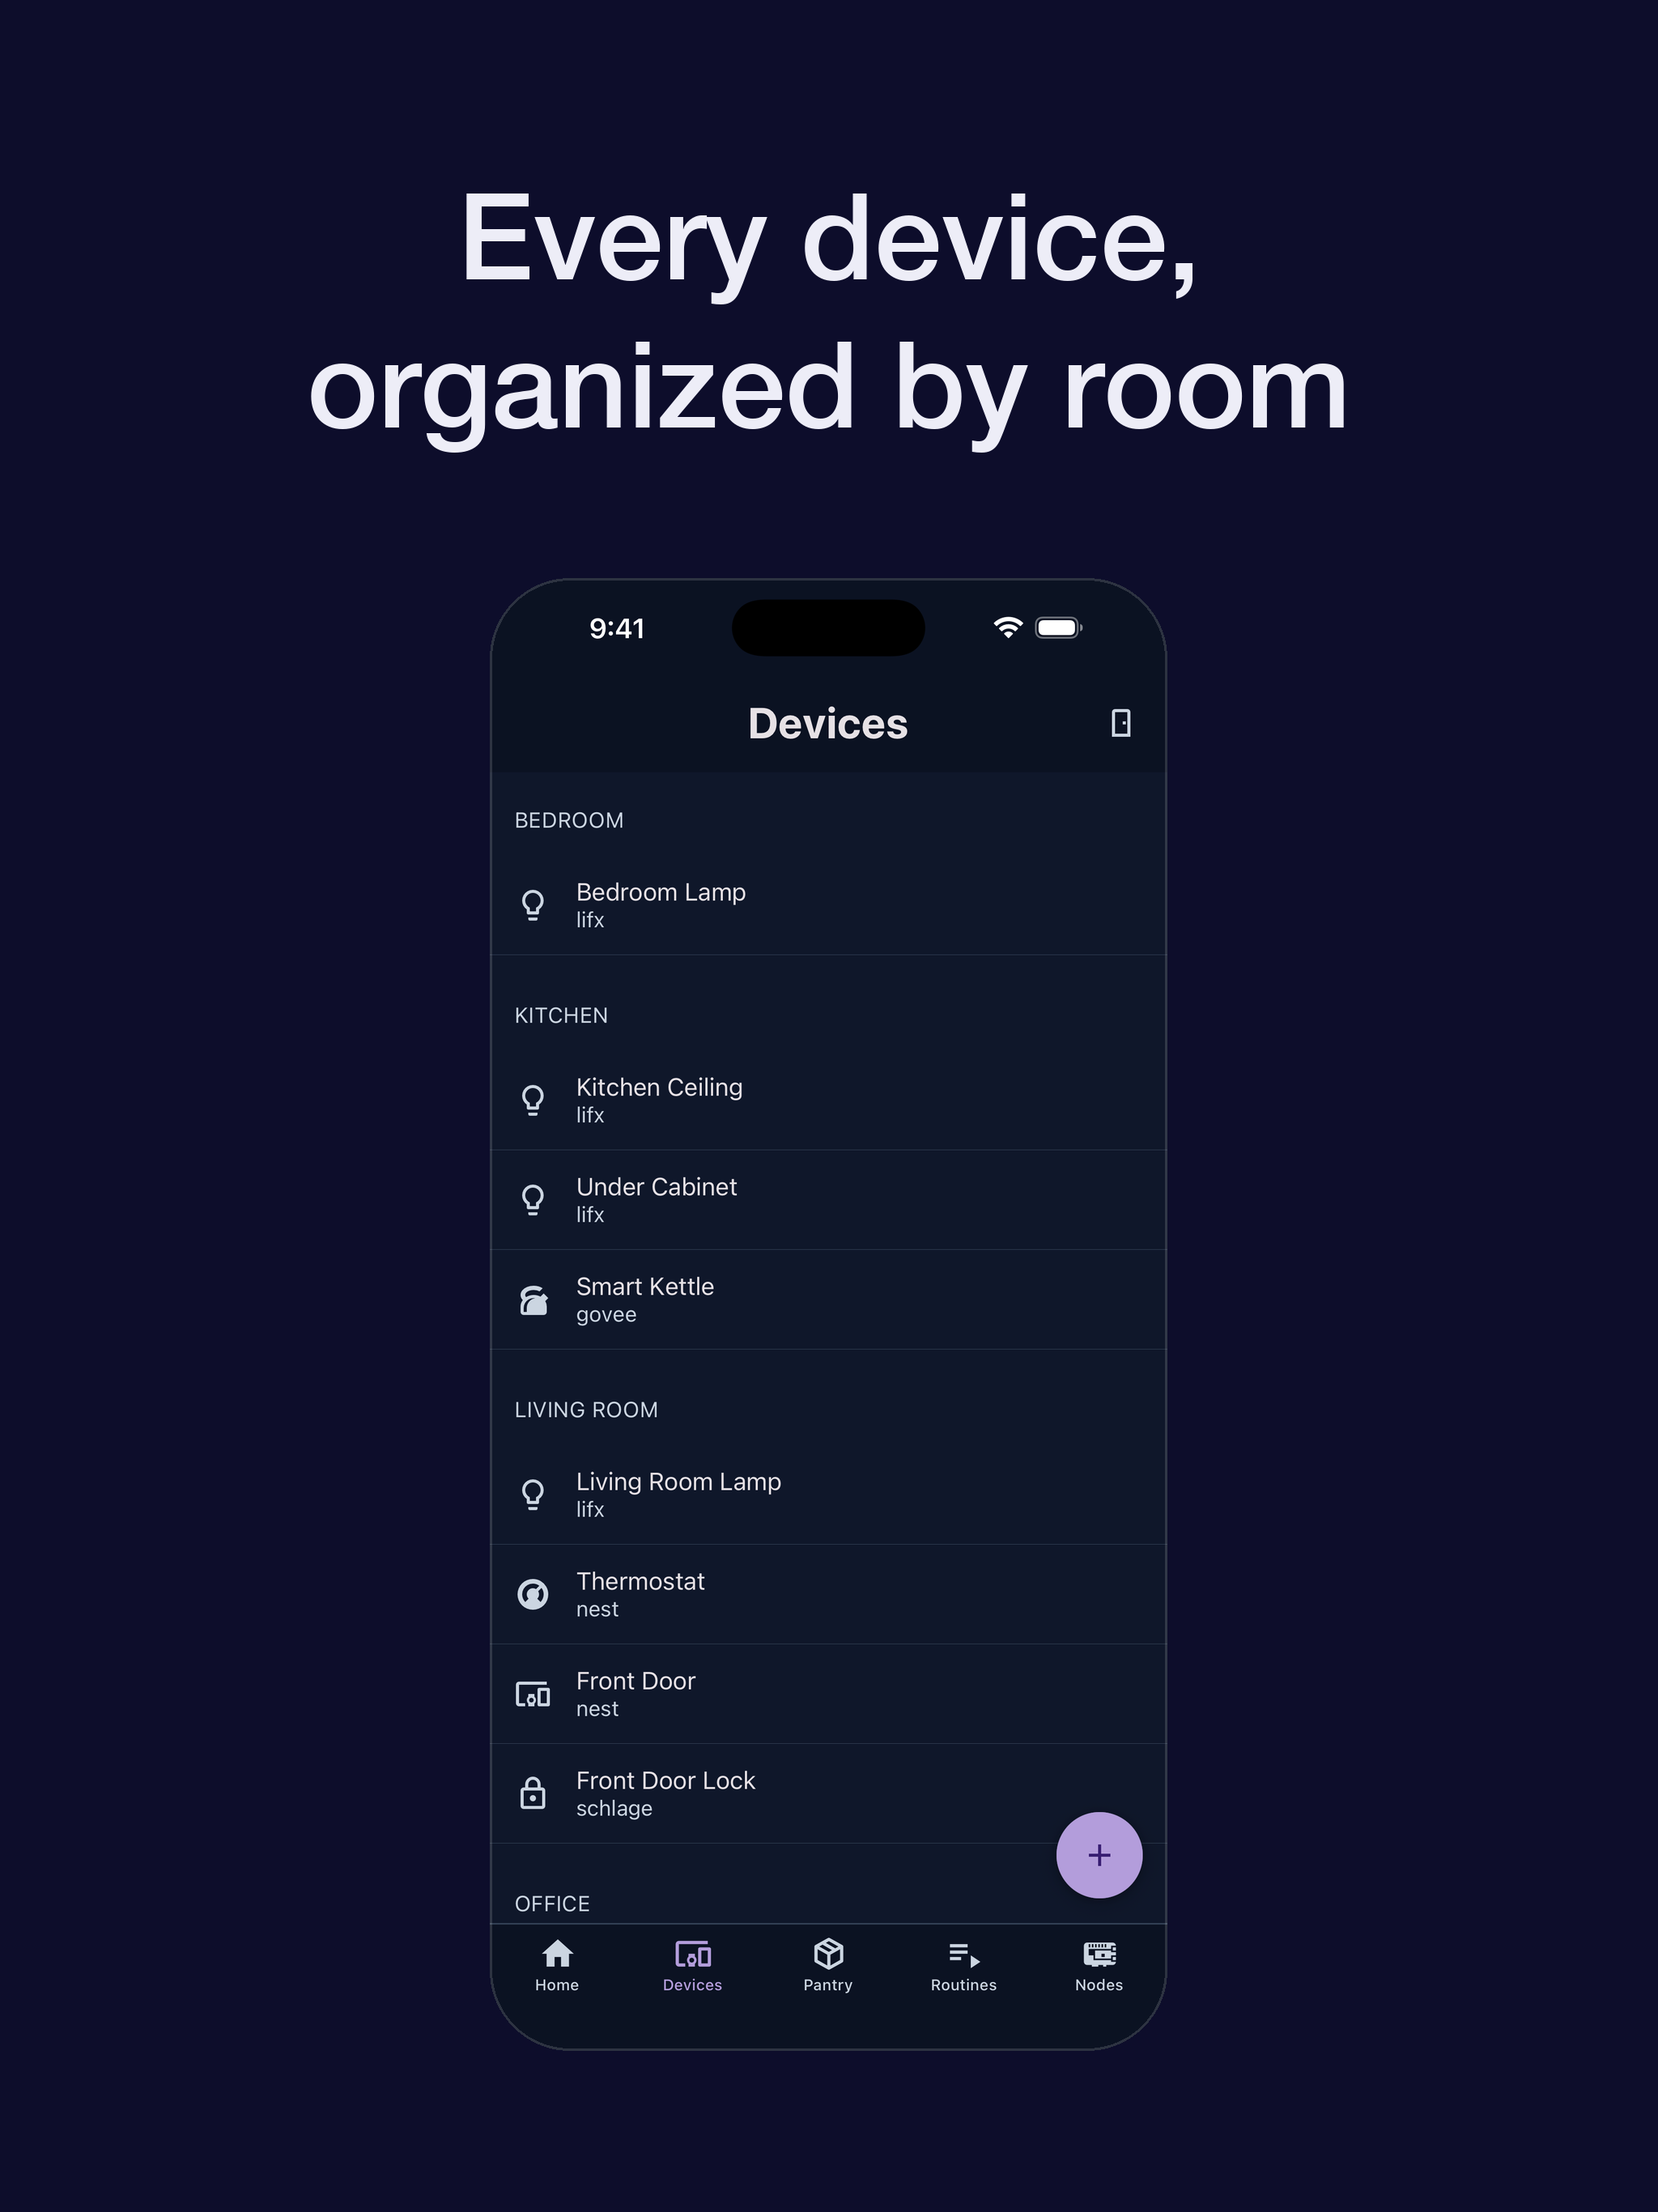 Every device,
organized by room
9:41
Devices
BEDROOM
Bedroom Lamp
lifx
KITCHEN
Kitchen Ceiling
lifx
Under Cabinet
lifx
Smart Kettle
govee
LIVING ROOM
Living Room Lamp
lifx
Thermostat
nest
Front Door
nest
Front Door Lock
schlage
+
OFFICE
Home Devices Pantry Routines Nodes